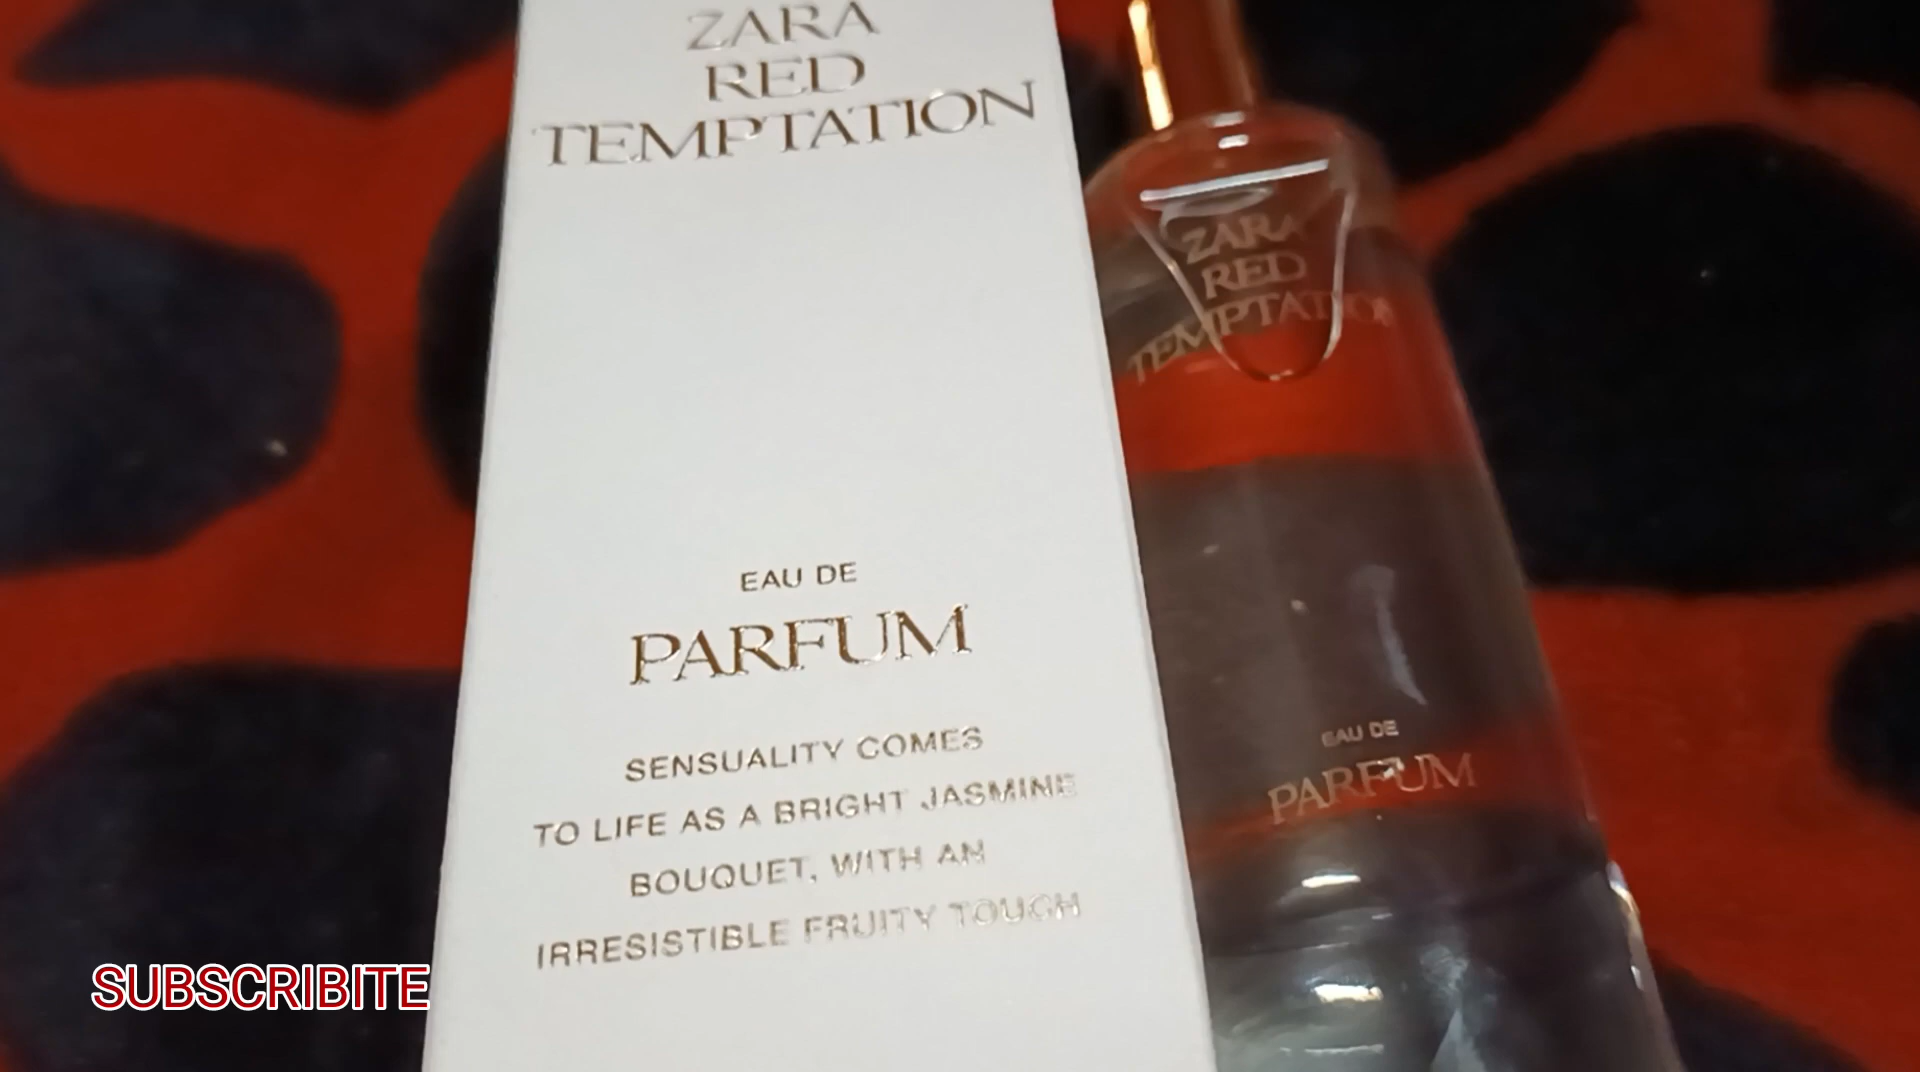 ZARA
RED
TEMPTATION
EAU DE
PARFUM
SENSUALITY COMES
TO LIFE AS A BRIGHT JASMINE
BOUQUET, WITH AN
IRRESISTIBLE FRUITY TOUCH
ZARA
RED
TEMPTATION
EAU DE
PARFUM
SUBSCRIBITE